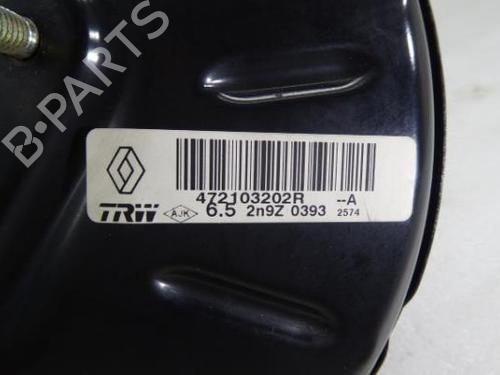 B-PARTS
472103202R --A
TRW AJK 6.5 2n9Z 0393 2574